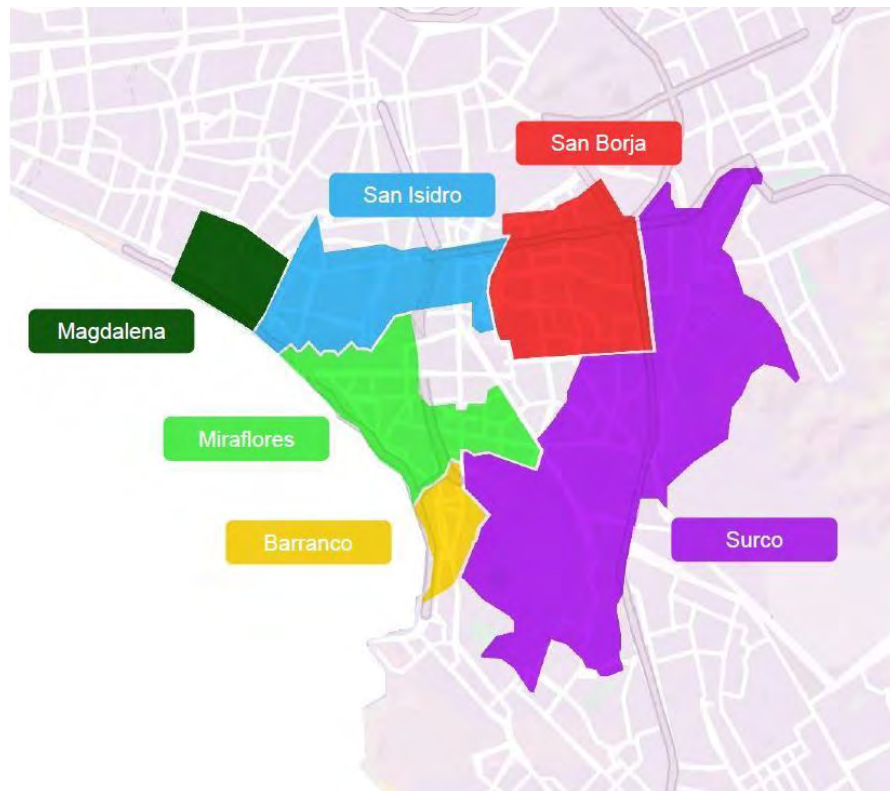 San Borja
San Isidro
Magdalena
Miraflores
Barranco
Surco